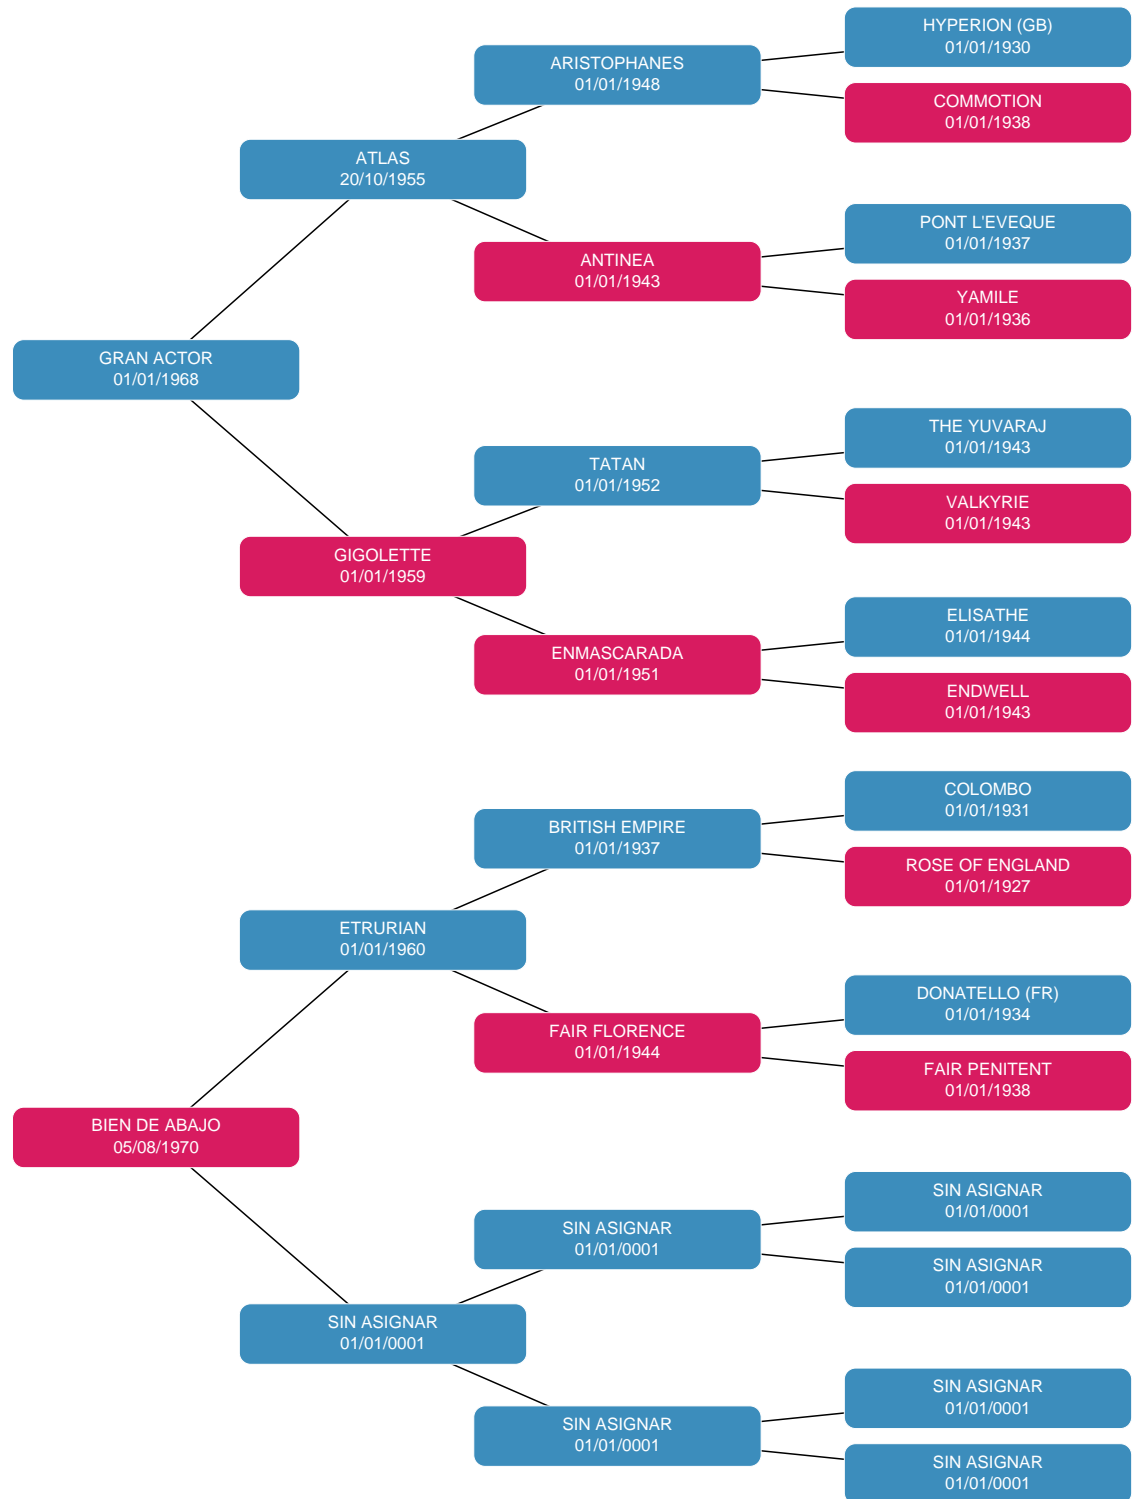 HYPERION (GB)
01/01/1930
ARISTOPHANES
01/01/1948
COMMOTION
01/01/1938
ATLAS
20/10/1955
PONT L'EVEQUE
01/01/1937
ANTINEA
01/01/1943
YAMILE
01/01/1936
GRAN ACTOR
01/01/1968
THE YUVARAJ
01/01/1943
TATAN
01/01/1952
VALKYRIE
01/01/1943
GIGOLETTE
01/01/1959
ELISATHE
01/01/1944
ENMASCARADA
01/01/1951
ENDWELL
01/01/1943
COLOMBO
01/01/1931
BRITISH EMPIRE
01/01/1937
ROSE OF ENGLAND
01/01/1927
ETRURIAN
01/01/1960
DONATELLO (FR)
01/01/1934
FAIR FLORENCE
01/01/1944
FAIR PENITENT
01/01/1938
BIEN DE ABAJO
05/08/1970
SIN ASIGNAR
01/01/0001
SIN ASIGNAR
01/01/0001
SIN ASIGNAR
01/01/0001
SIN ASIGNAR
01/01/0001
SIN ASIGNAR
01/01/0001
SIN ASIGNAR
01/01/0001
SIN ASIGNAR
01/01/0001